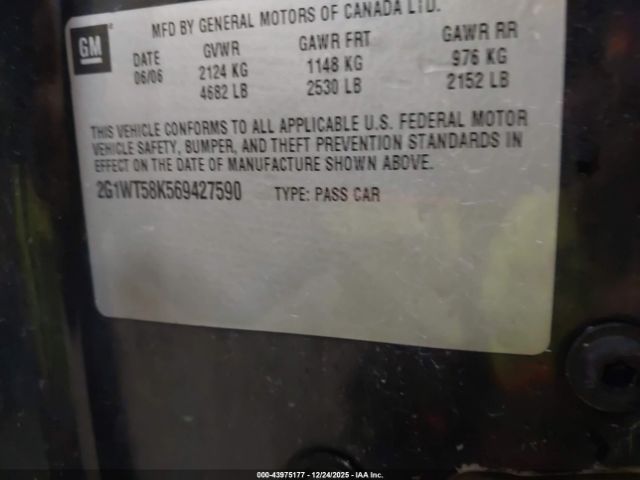 MFD BY GENERAL MOTORS OF CANADA LTD.
GM
DATE GVWR GAWR FRT GAWR RR
06/06 2124 KG 1148 KG 976 KG
4682 LB 2530 LB 2152 LB
THIS VEHICLE CONFORMS TO ALL APPLICABLE U.S. FEDERAL MOTOR
VEHICLE SAFETY, BUMPER, AND THEFT PREVENTION STANDARDS IN
EFFECT ON THE DATE OF MANUFACTURE SHOWN ABOVE.
2G1WT58K569427590 TYPE: PASS CAR
000-43975177 - 12/24/2025 - IAA Inc.